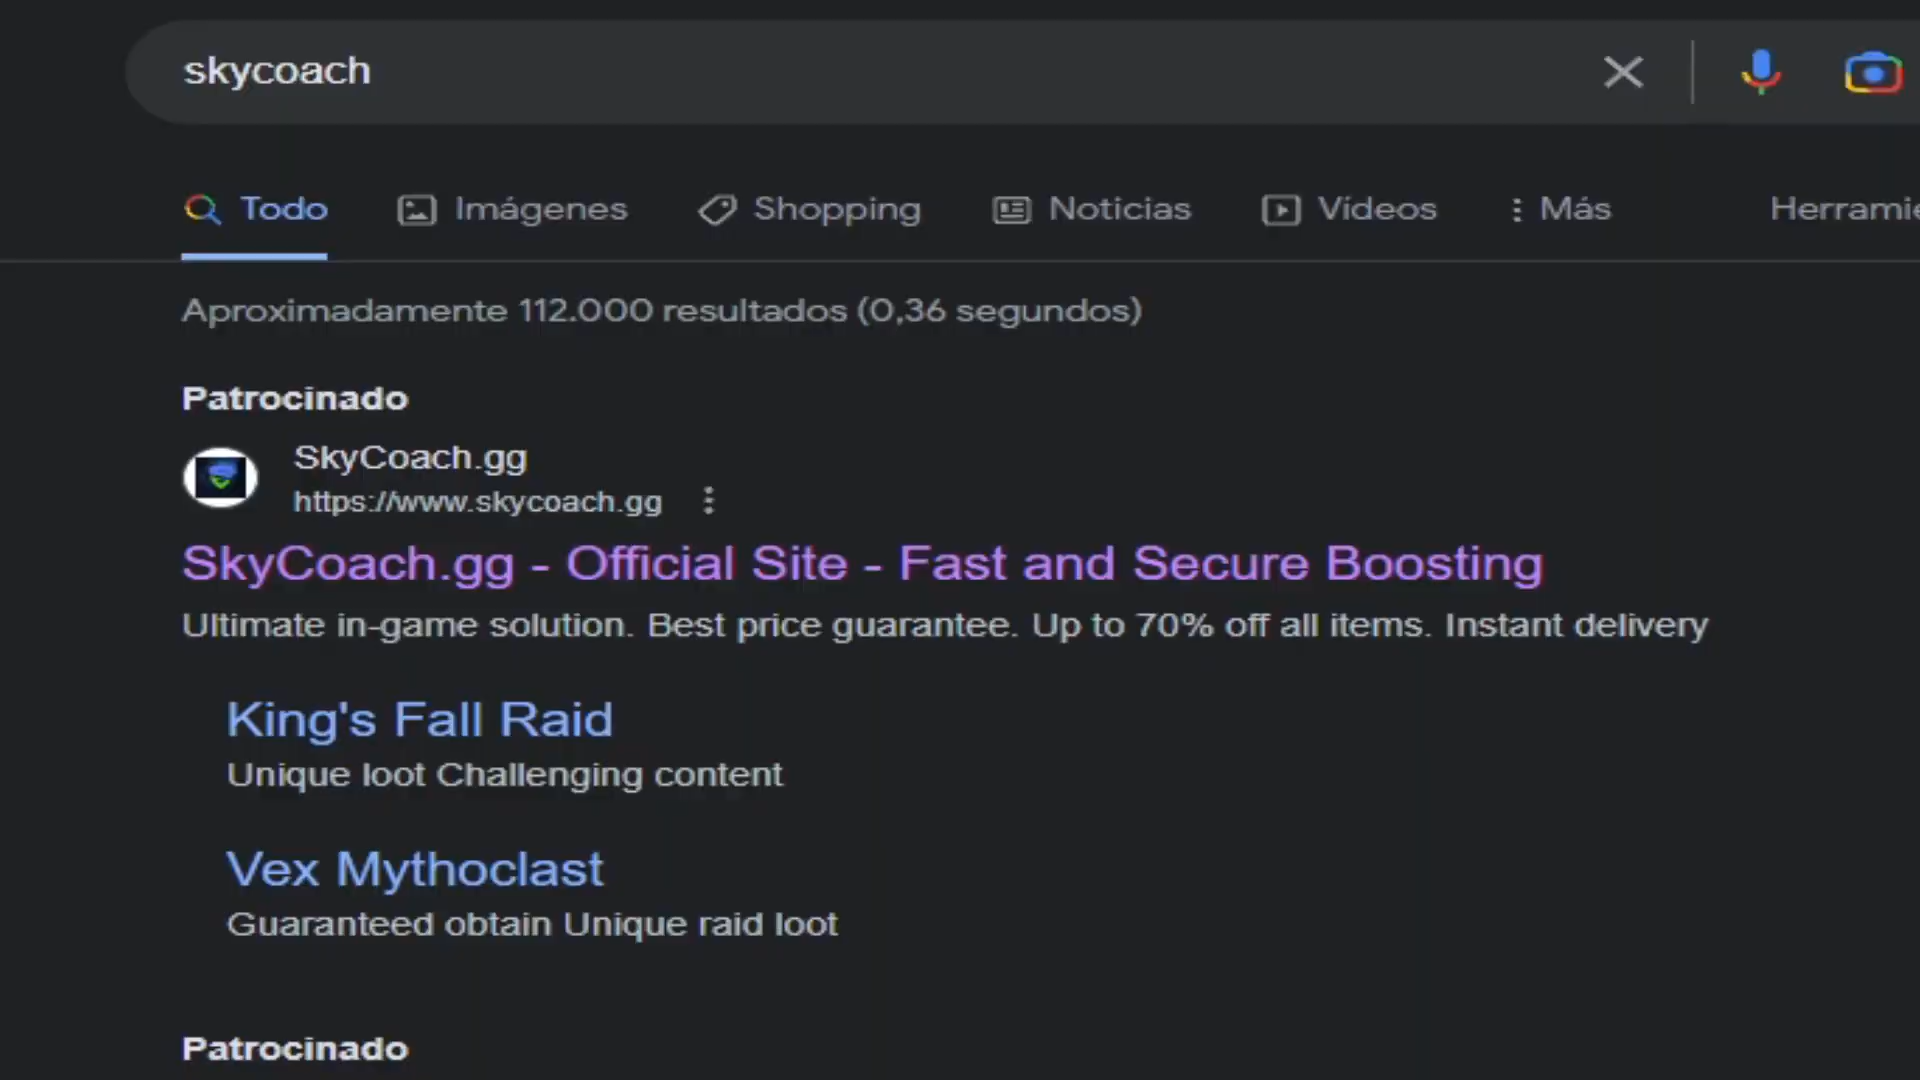 skycoach
Todo Imágenes Shopping Noticias Vídeos Más
Aproximadamente 112.000 resultados (0,36 segundos)
Patrocinado
SkyCoach.gg
https://www.skycoach.gg
SkyCoach.gg - Official Site - Fast and Secure Boosting
Ultimate in-game solution. Best price guarantee. Up to 70% off all items. Instant delivery
King's Fall Raid
Unique loot Challenging content
Vex Mythoclast
Guaranteed obtain Unique raid loot
Patrocinado